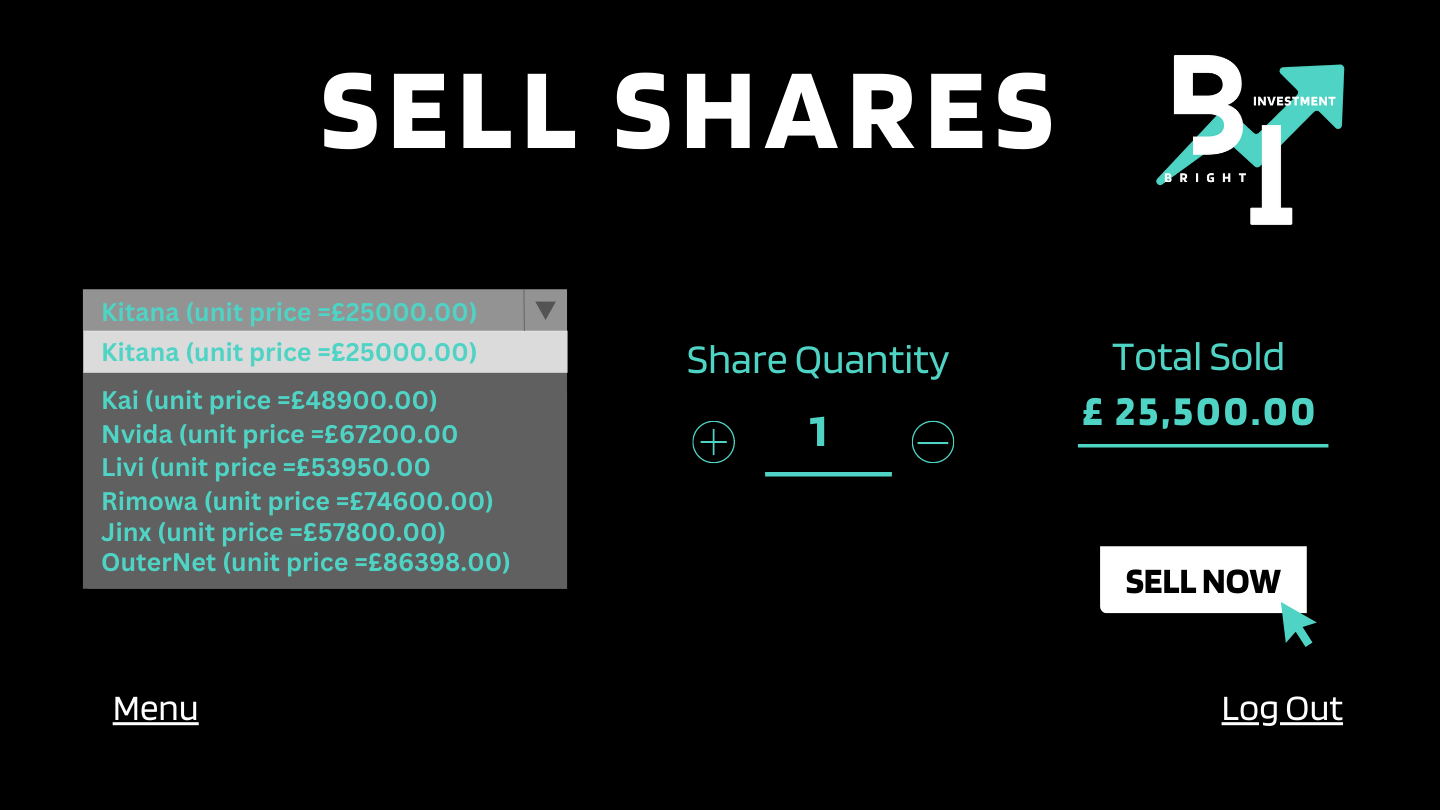 SELL SHARES
B
INVESTMENT
BRIGHT
I
Kitana (unit price =£25000.00)
Kitana (unit price =£25000.00)
Kai (unit price =£48900.00)
Nvida (unit price =£67200.00
Livi (unit price =£53950.00
Rimowa (unit price =£74600.00)
Jinx (unit price =£57800.00)
OuterNet (unit price =£86398.00)
Share Quantity
1
Total Sold
£ 25,500.00
SELL NOW
Menu
Log Out